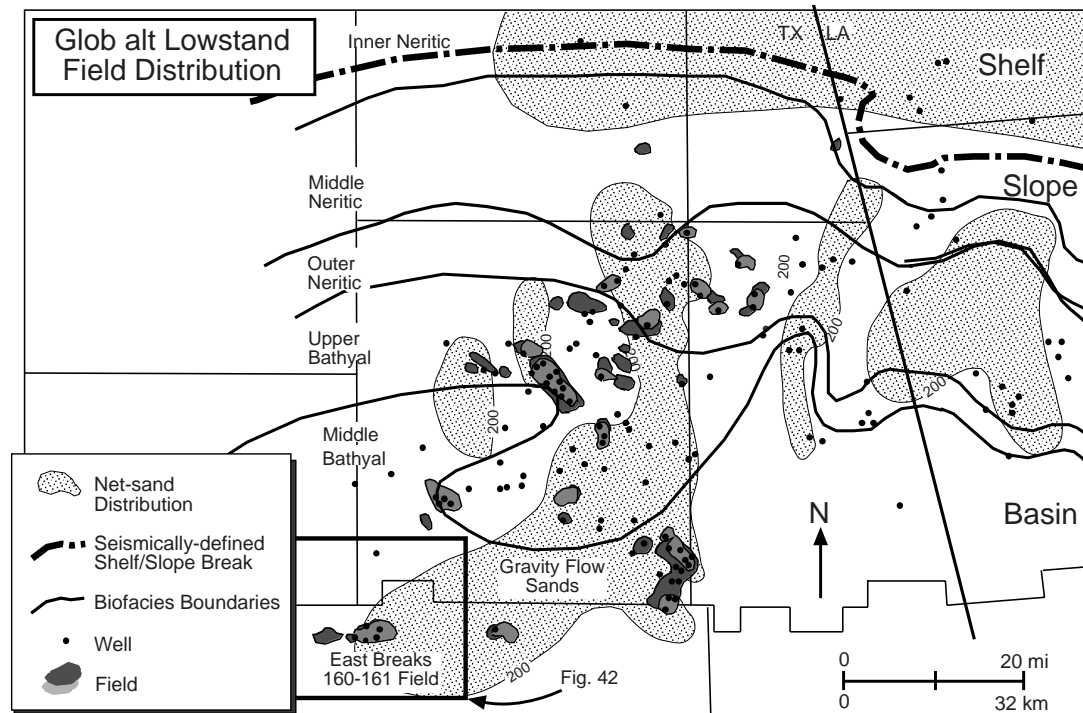 Glob alt Lowstand
Field Distribution
Inner Neritic
TX LA
Shelf
Middle
Neritic
Slope
Outer
Neritic
200
200
Upper
Bathyal
200
200
200
200
Middle
Bathyal
Basin
N
Gravity Flow
Sands
East Breaks
160-161 Field
200
Fig. 42
0 20 mi
0 32 km
Net-sand
Distribution
Seismically-defined
Shelf/Slope Break
Biofacies Boundaries
Well
Field